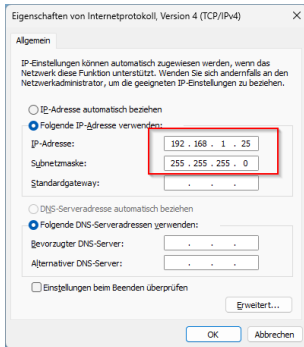 Eigenschaften von Internetprotokoll, Version 4 (TCP/IPv4)
Allgemein
IP-Einstellungen können automatisch zugewiesen werden, wenn das
Netzwerk diese Funktion unterstützt. Wenden Sie sich andernfalls an den
Netzwerkadministrator, um die geeigneten IP-Einstellungen zu beziehen.
IP-Adresse automatisch beziehen
Folgende IP-Adresse verwenden:
IP-Adresse: 192 . 168 . 1 . 25
Subnetzmaske: 255 . 255 . 255 . 0
Standardgateway: . . .
DNS-Serveradresse automatisch beziehen
Folgende DNS-Serveradressen verwenden:
Bevorzugter DNS-Server: . . .
Alternativer DNS-Server: . . .
Einstellungen beim Beenden überprüfen
Erweitert...
OK Abbrechen